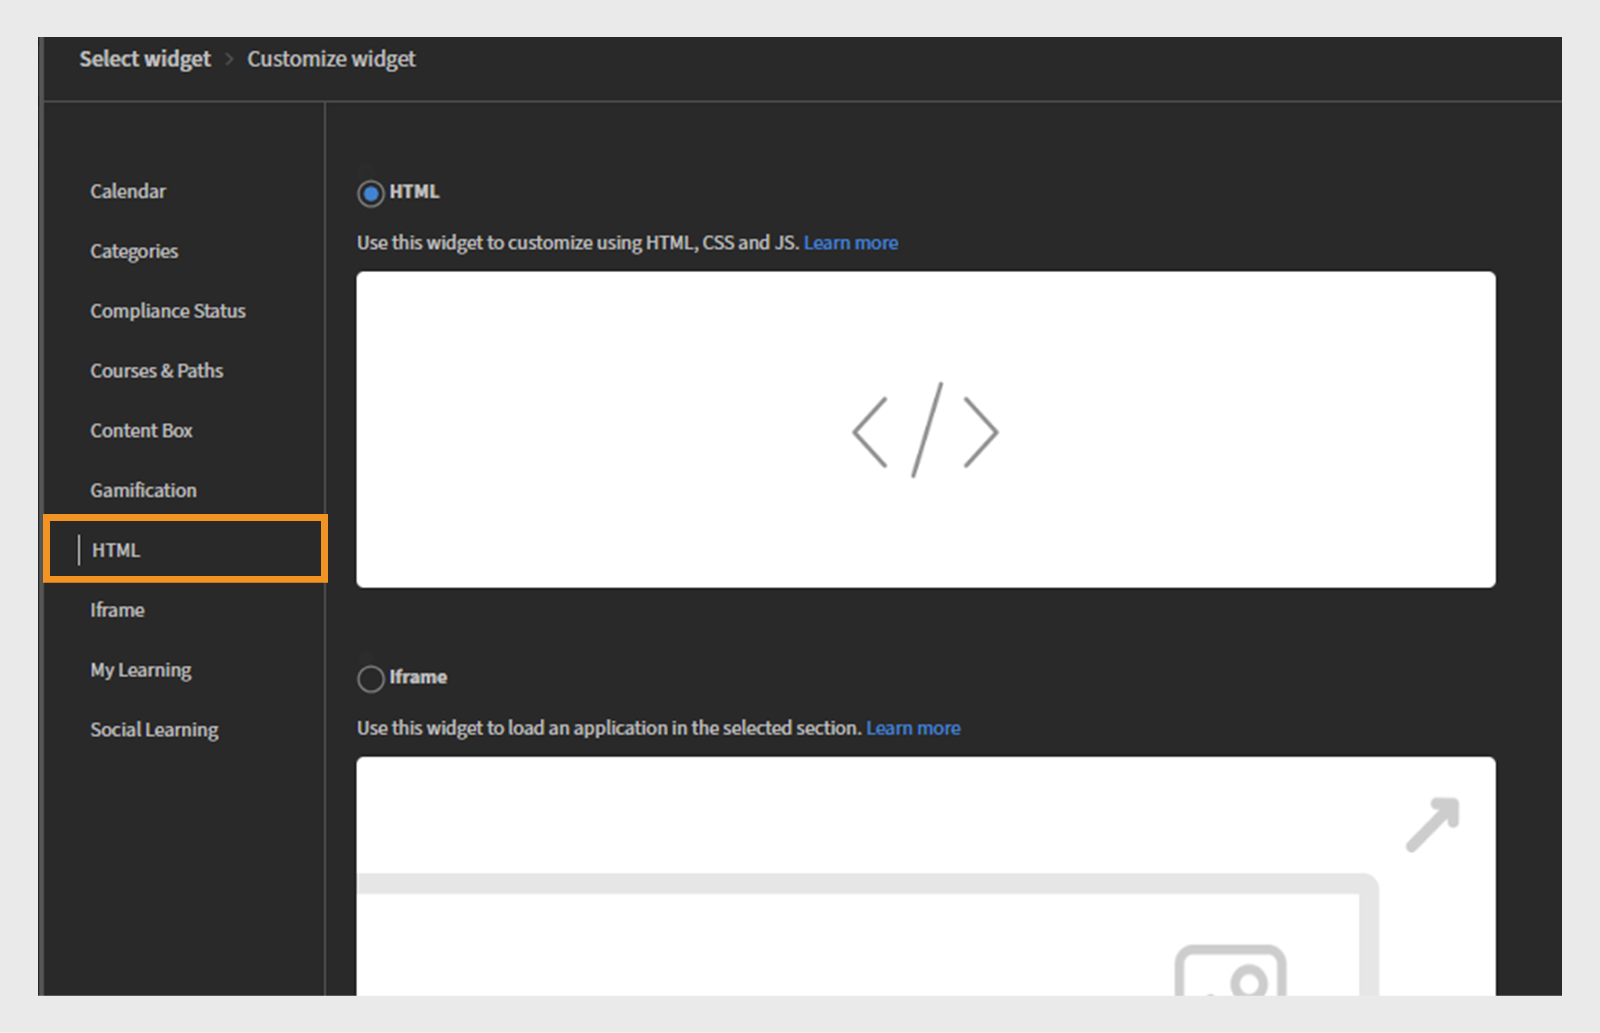 Select widget > Customize widget
Calendar
Categories
Compliance Status
Courses & Paths
Content Box
Gamification
HTML
Iframe
My Learning
Social Learning
HTML
Use this widget to customize using HTML, CSS and JS. Learn more
</>
Iframe
Use this widget to load an application in the selected section. Learn more